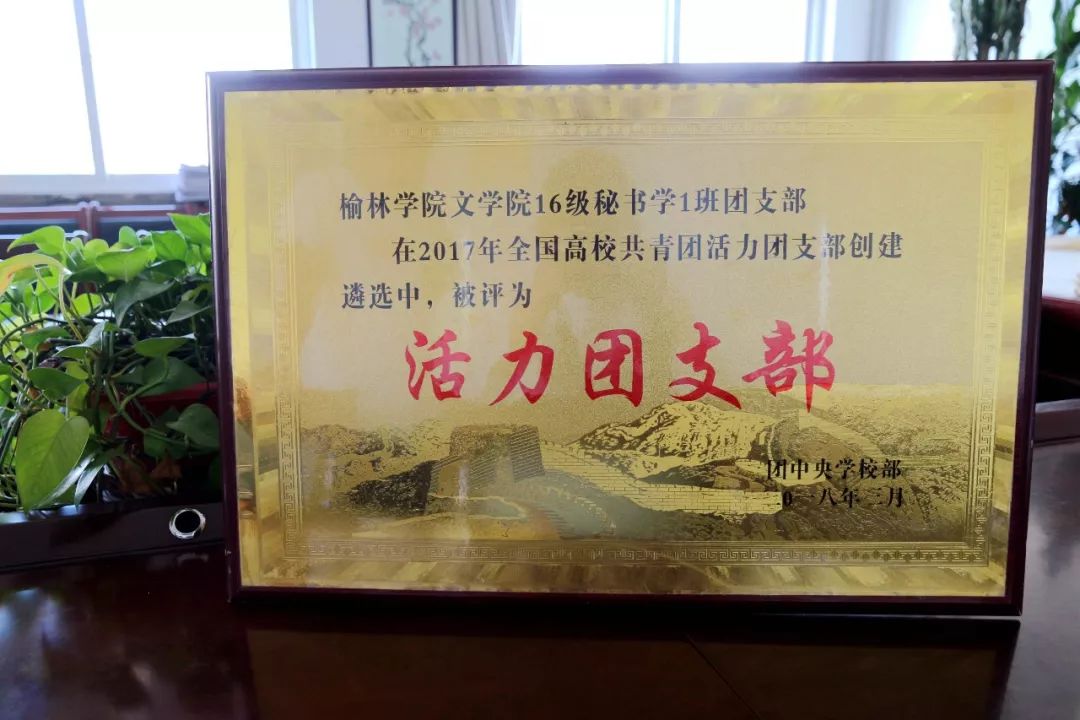 榆林学院文学院16级秘书学1班团支部
在2017年全国高校共青团活力团支部创建
遴选中，被评为
活力团支部
团中央学校部
八年三月